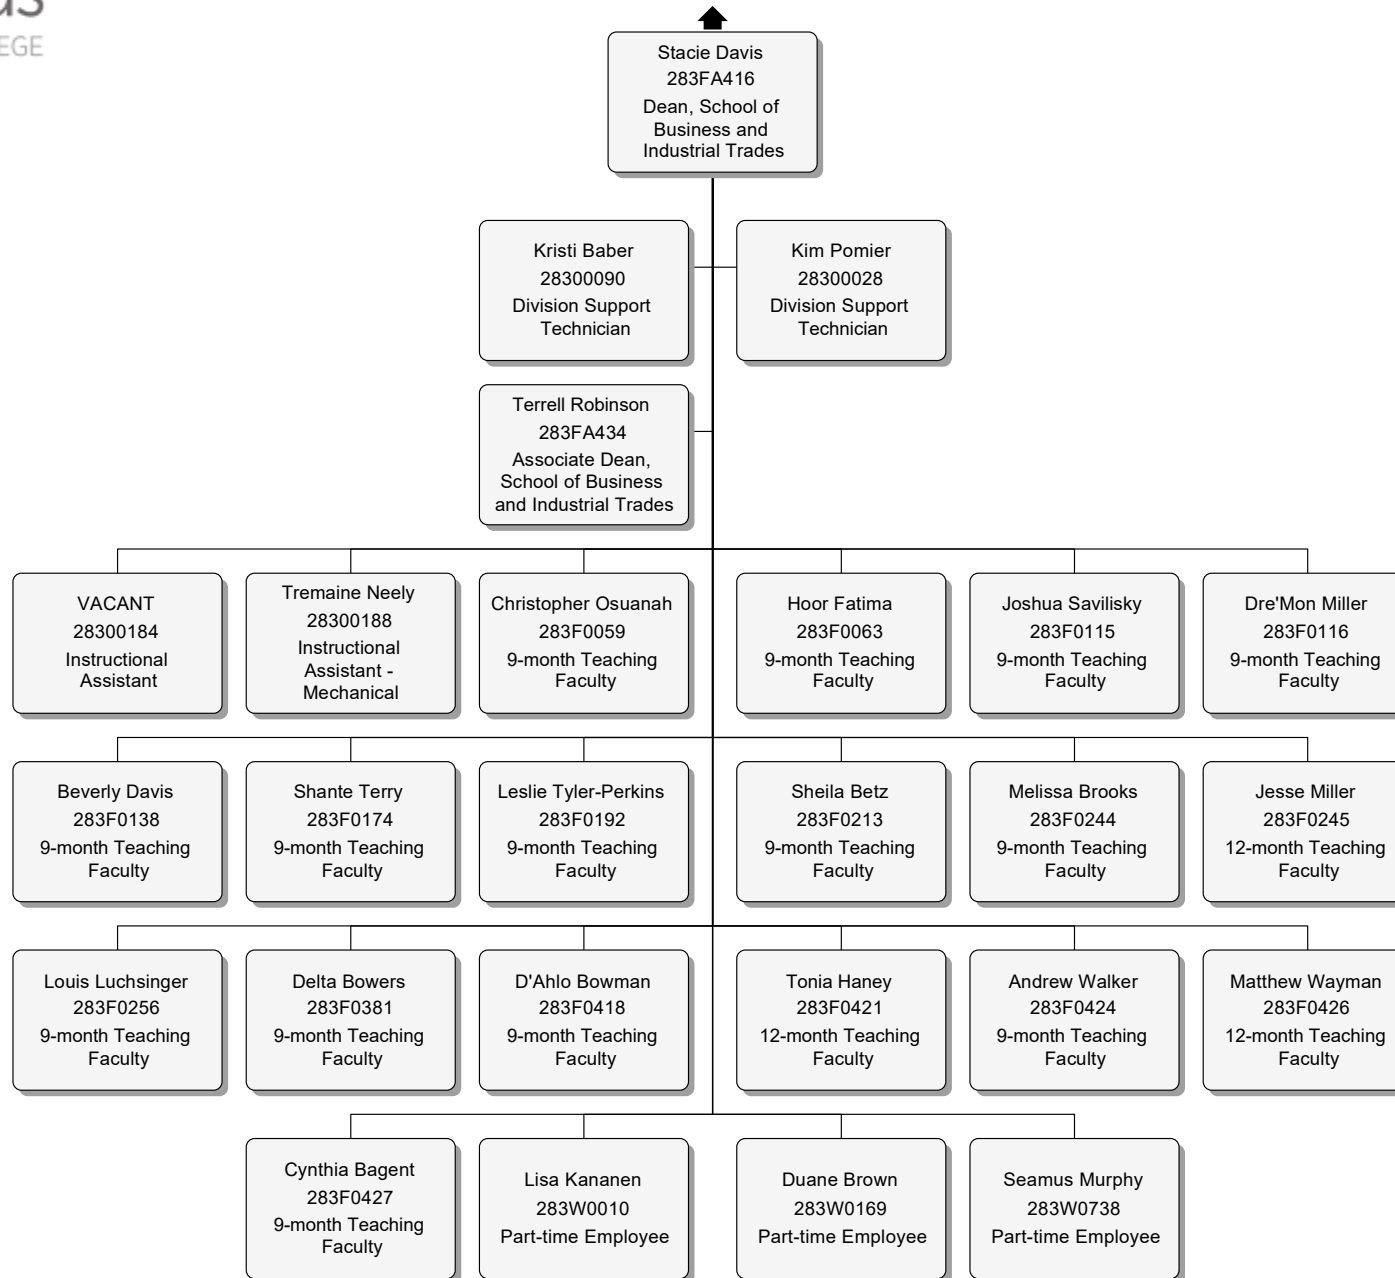 EGE
Stacie Davis
283FA416
Dean, School of
Business and
Industrial Trades
Kristi Baber
28300090
Division Support
Technician
Kim Pomier
28300028
Division Support
Technician
Terrell Robinson
283FA434
Associate Dean,
School of Business
and Industrial Trades
VACANT
28300184
Instructional
Assistant
Tremaine Neely
28300188
Instructional
Assistant -
Mechanical
Christopher Osuanah
283F0059
9-month Teaching
Faculty
Hoor Fatima
283F0063
9-month Teaching
Faculty
Joshua Savilisky
283F0115
9-month Teaching
Faculty
Dre'Mon Miller
283F0116
9-month Teaching
Faculty
Beverly Davis
283F0138
9-month Teaching
Faculty
Shante Terry
283F0174
9-month Teaching
Faculty
Leslie Tyler-Perkins
283F0192
9-month Teaching
Faculty
Sheila Betz
283F0213
9-month Teaching
Faculty
Melissa Brooks
283F0244
9-month Teaching
Faculty
Jesse Miller
283F0245
12-month Teaching
Faculty
Louis Luchsinger
283F0256
9-month Teaching
Faculty
Delta Bowers
283F0381
9-month Teaching
Faculty
D'Ahlo Bowman
283F0418
9-month Teaching
Faculty
Tonia Haney
283F0421
12-month Teaching
Faculty
Andrew Walker
283F0424
9-month Teaching
Faculty
Matthew Wayman
283F0426
12-month Teaching
Faculty
Cynthia Bagent
283F0427
9-month Teaching
Faculty
Lisa Kananen
283W0010
Part-time Employee
Duane Brown
283W0169
Part-time Employee
Seamus Murphy
283W0738
Part-time Employee